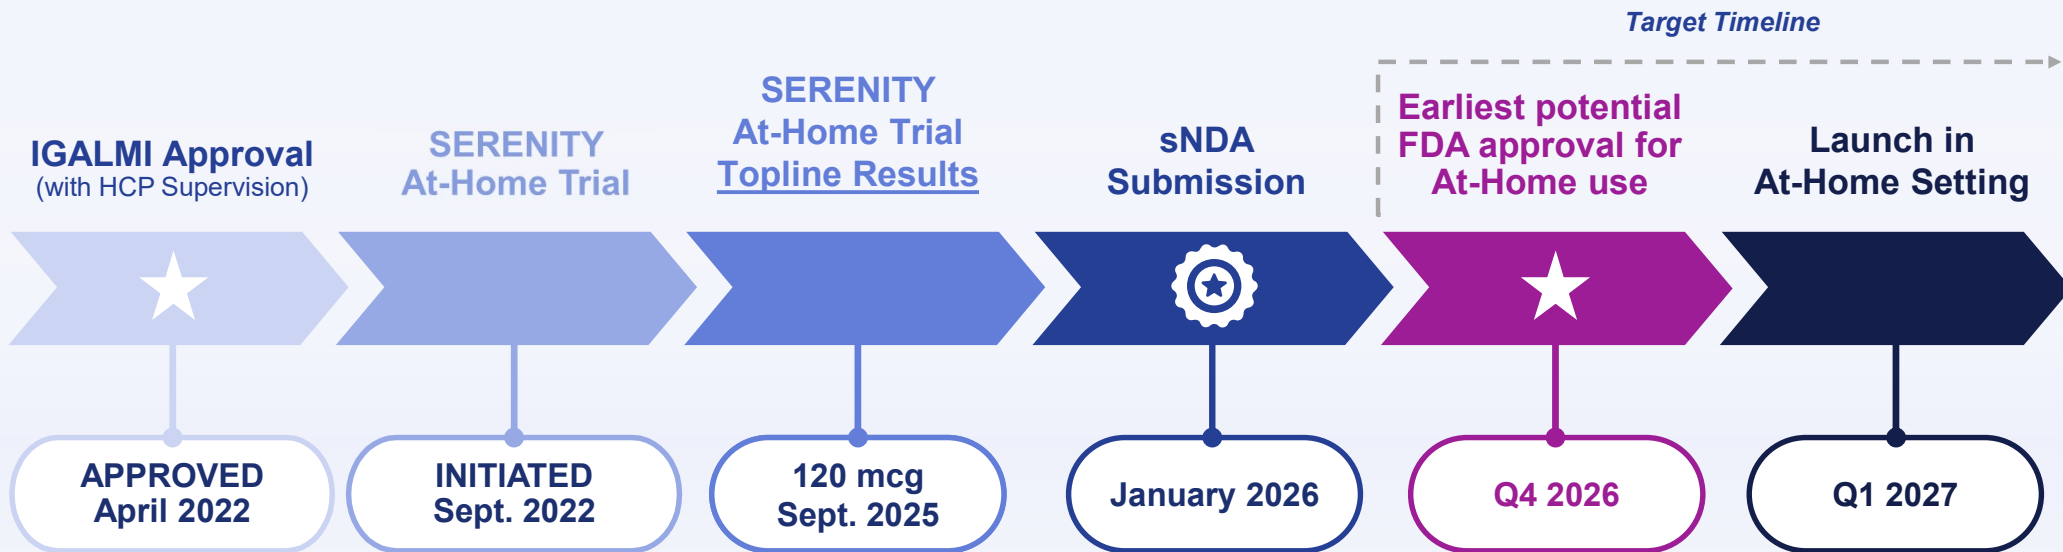 Target Timeline
IGALMI Approval
(with HCP Supervision)
SERENITY
At-Home Trial
SERENITY
At-Home Trial
Topline Results
sNDA
Submission
Earliest potential
FDA approval for
At-Home use
Launch in
At-Home Setting
APPROVED
April 2022
INITIATED
Sept. 2022
120 mcg
Sept. 2025
January 2026
Q4 2026
Q1 2027